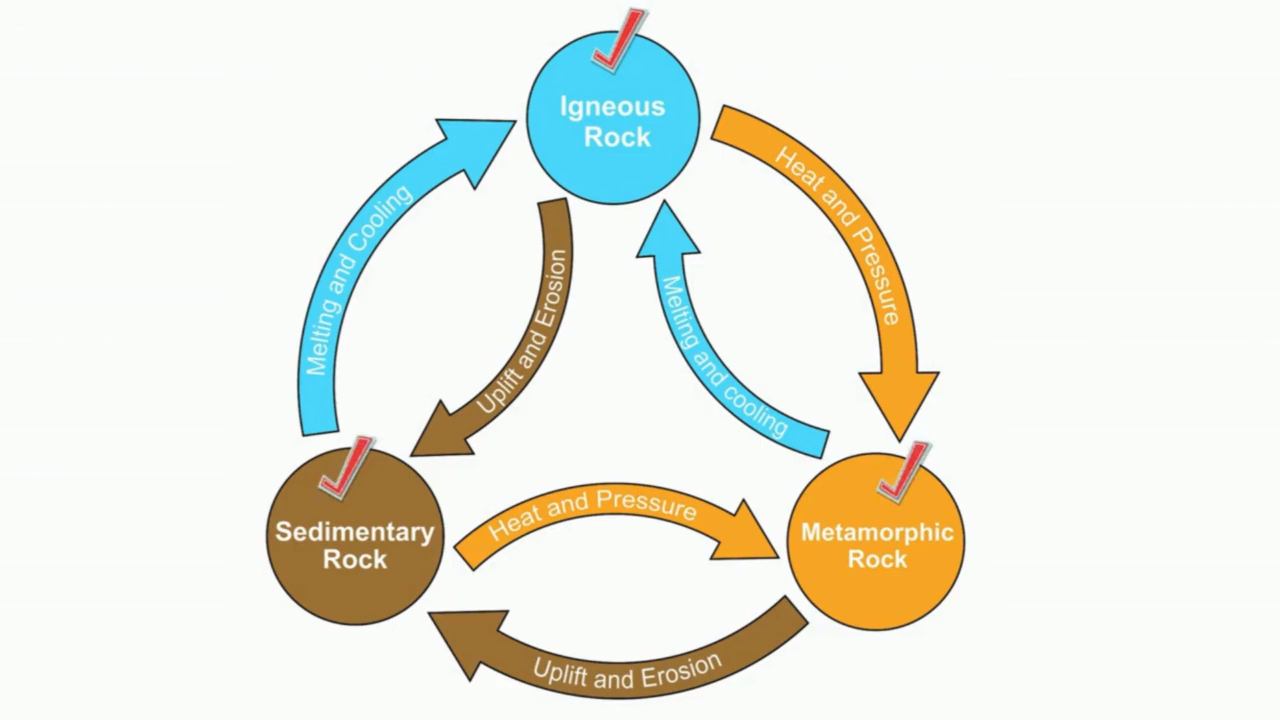 Igneous
Rock
Heat and Pressure
Melting and Cooling
Uplift and Erosion
Melting and cooling
Heat and Pressure
Sedimentary
Rock
Metamorphic
Rock
Uplift and Erosion